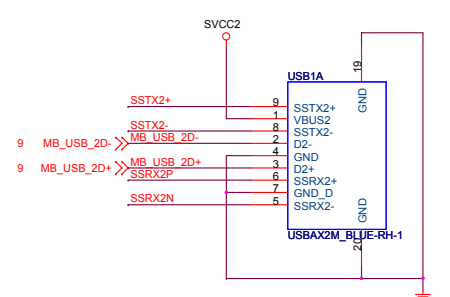 SVCC2
19
USB1A
GND
SSTX2+ 9 SSTX2+
1 VBUS2
SSTX2- 8 SSTX2-
9 MB_USB_2D- MB_USB_2D- 2 D2-
4 GND
9 MB_USB_2D+ MB_USB_2D+ 3 D2+
SSRX2P 6 SSRX2+
7 GND_D
SSRX2N 5 SSRX2-
GND
USBAX2M_BLUE-RH-1
20